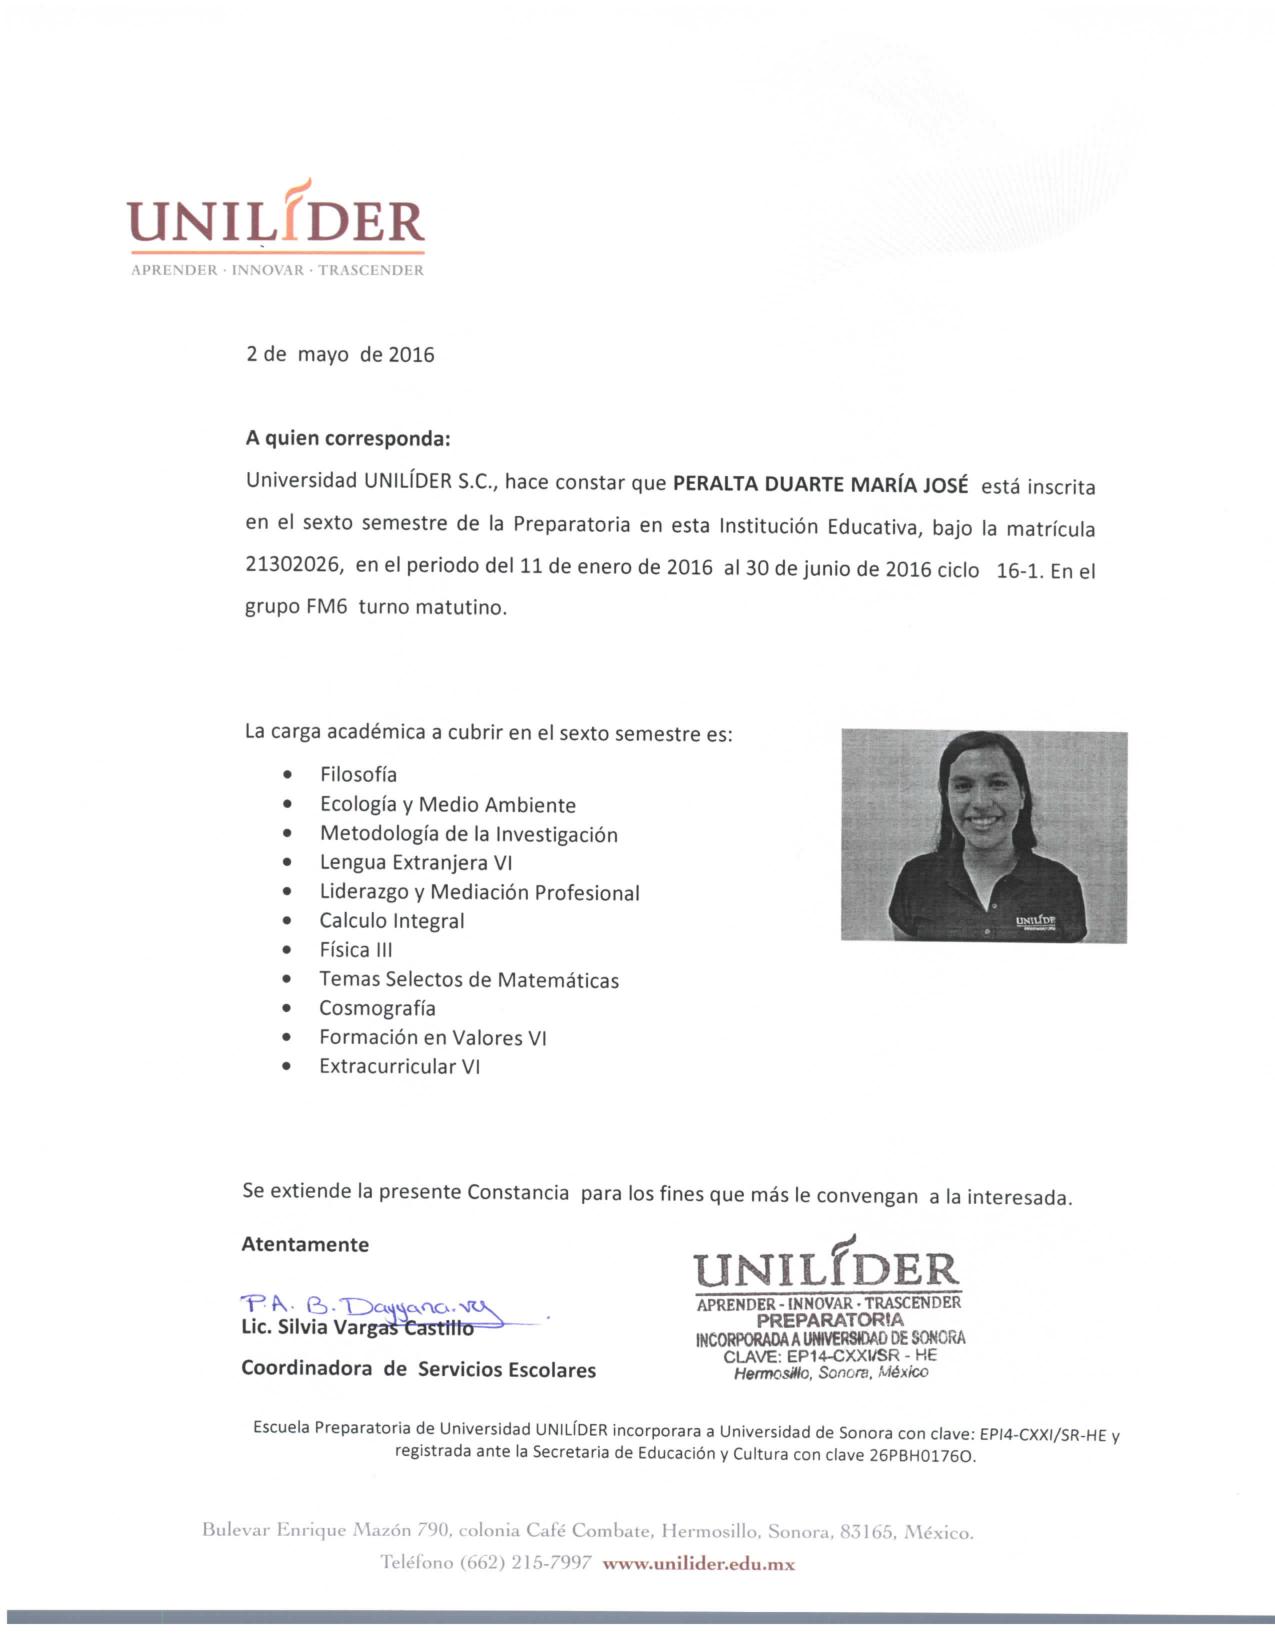 UNILÍDER
APRENDER · INNOVAR · TRASCENDER
2 de mayo de 2016
A quien corresponda:
Universidad UNILÍDER S.C., hace constar que PERALTA DUARTE MARÍA JOSÉ está inscrita
en el sexto semestre de la Preparatoria en esta Institución Educativa, bajo la matrícula
21302026, en el periodo del 11 de enero de 2016 al 30 de junio de 2016 ciclo 16-1. En el
grupo FM6 turno matutino.
La carga académica a cubrir en el sexto semestre es:
• Filosofía
• Ecología y Medio Ambiente
• Metodología de la Investigación
• Lengua Extranjera VI
• Liderazgo y Mediación Profesional
• Calculo Integral
• Física III
• Temas Selectos de Matemáticas
• Cosmografía
• Formación en Valores VI
• Extracurricular VI
UNILÍDE
Se extiende la presente Constancia para los fines que más le convengan a la interesada.
Atentamente
P.A. B. Dayyana
Lic. Silvia Vargas Castillo
Coordinadora de Servicios Escolares
UNILÍDER
APRENDER - INNOVAR · TRASCENDER
PREPARATORIA
INCORPORADA A UNIVERSIDAD DE SONORA
CLAVE: EP14-CXXI/SR - HE
Hermosillo, Sonora, México
Escuela Preparatoria de Universidad UNILÍDER incorporara a Universidad de Sonora con clave: EPI4-CXXI/SR-HE y
registrada ante la Secretaria de Educación y Cultura con clave 26PBH0176O.
Bulevar Enrique Mazón 790, colonia Café Combate, Hermosillo, Sonora, 83165, México.
Teléfono (662) 215-7997 www.unilider.edu.mx